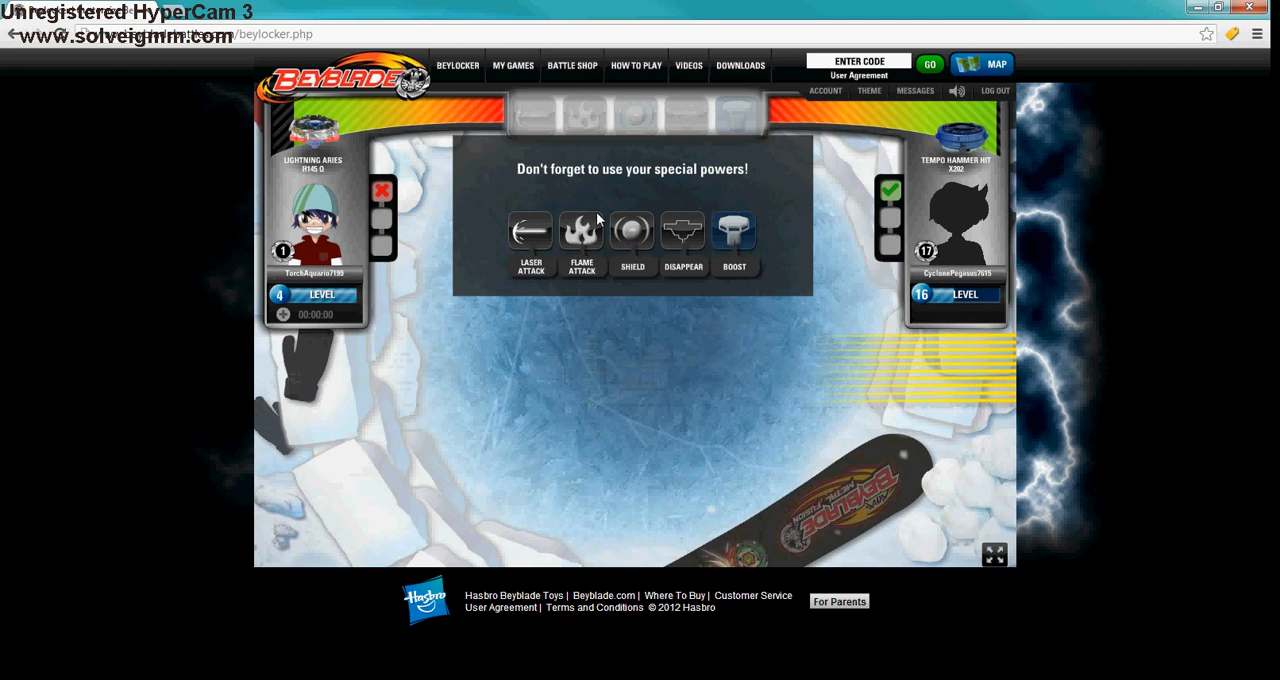 Unregistered HyperCam 3
www.solveigmm.com
/beylocker.php
BEYBLADE
BEYLOCKER
MY GAMES
BATTLE SHOP
HOW TO PLAY
VIDEOS
DOWNLOADS
ENTER CODE
GO
MAP
User Agreement
ACCOUNT
THEME
MESSAGES
LOG OUT
LIGHTNING ARIES
H145 Q
1
TorchAquario7199
4 LEVEL
00:00:00
Don't forget to use your special powers!
LASER
ATTACK
FLAME
ATTACK
SHIELD
DISAPPEAR
BOOST
TEMPO HAMMER HIT
X202
17
CyclonePegasus7615
16 LEVEL
BEYBLADE
METAL FUSION
Hasbro
Hasbro Beyblade Toys | Beyblade.com | Where To Buy | Customer Service
User Agreement | Terms and Conditions © 2012 Hasbro
For Parents